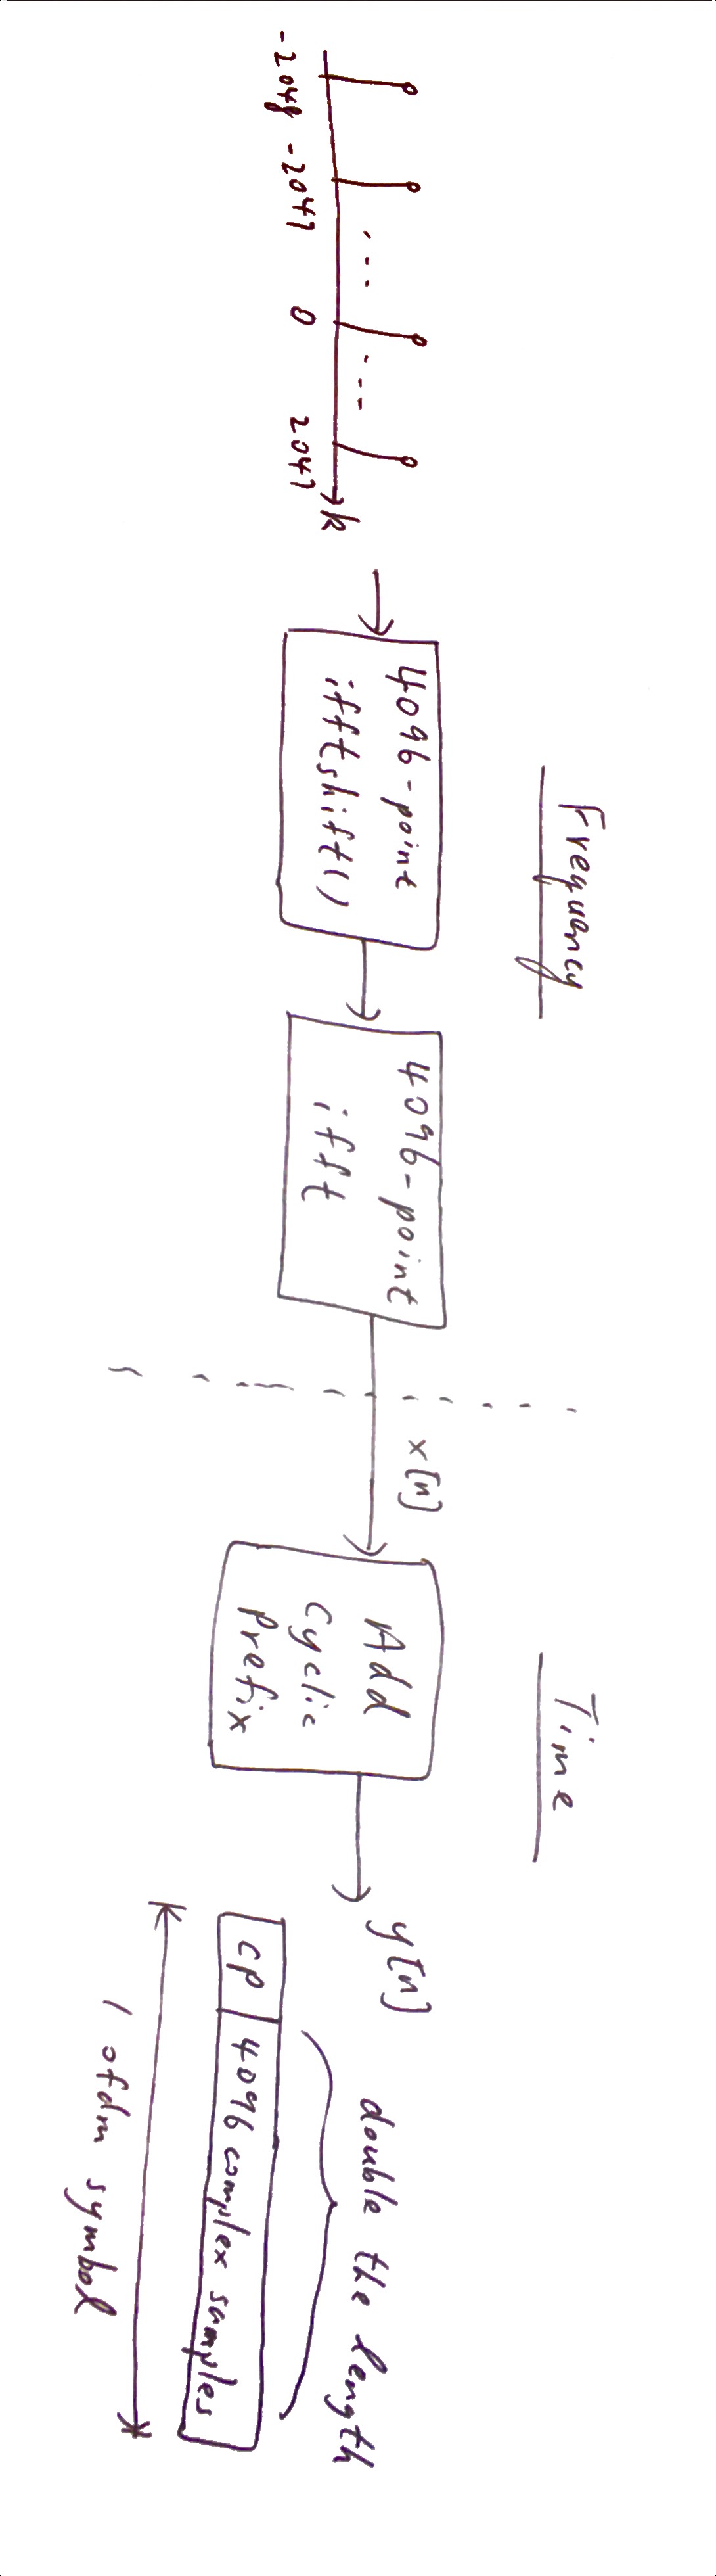 Frequency
Time
-2048 -2047 ... 0 ... 2047 k
4096-point
ifftshift()
4096-point
ifft
x[n]
Add
Cyclic
Prefix
y[n]
double the length
CP 4096 complex samples
1 ofdm symbol